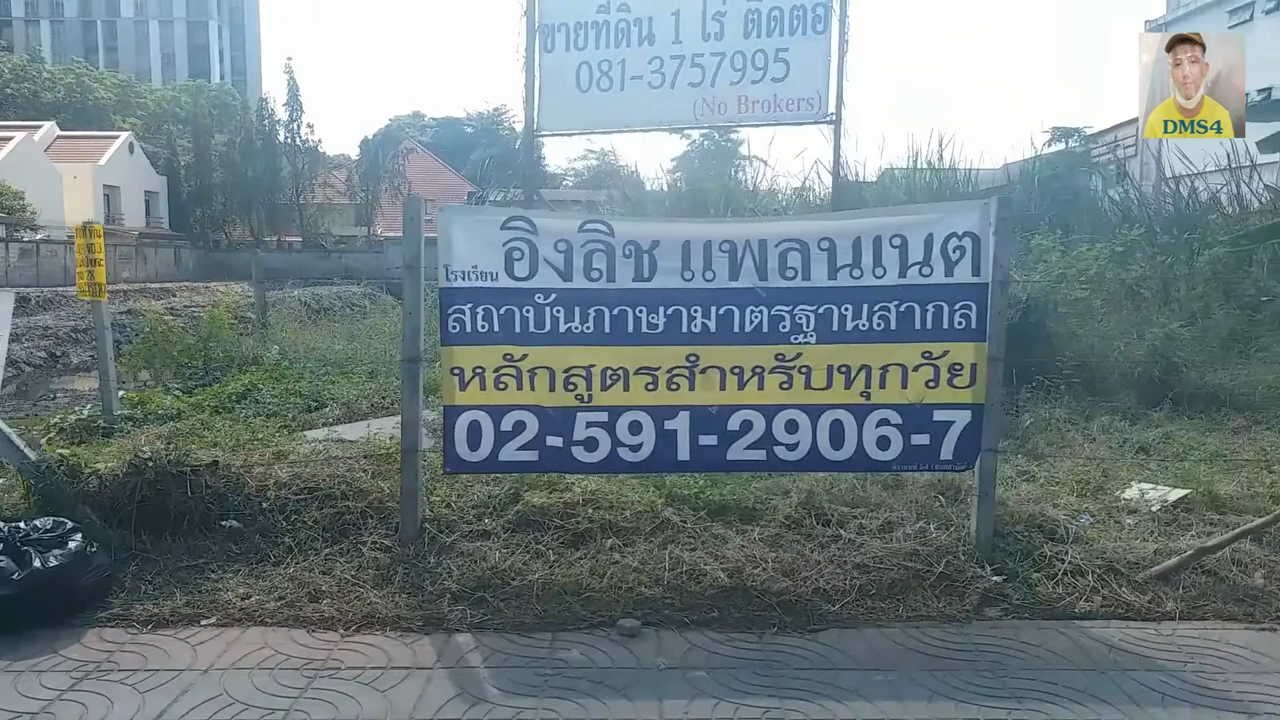 ขายที่ดิน 1 ไร่ ติดต่อ
081-3757995
(No Brokers)
DMS4
โรงเรียน อิงลิช แพลนเนต
สถาบันภาษามาตรฐานสากล
หลักสูตรสำหรับทุกวัย
02-591-2906-7